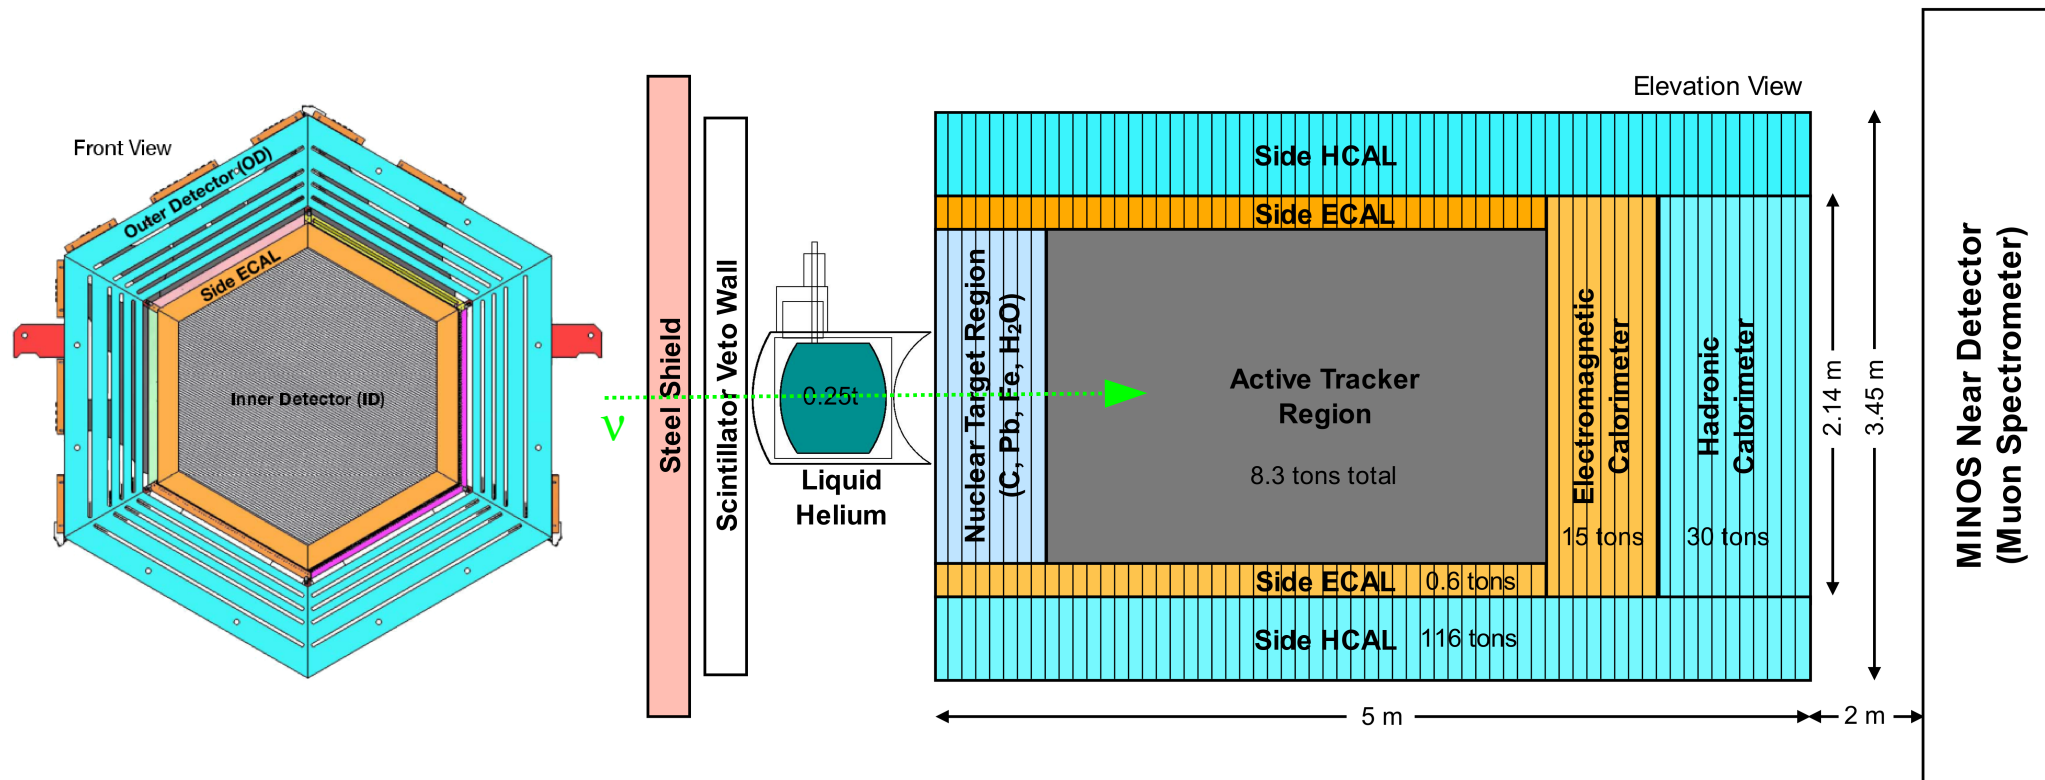 Front View
Outer Detector (OD)
Side ECAL
Inner Detector (ID)
ν
Steel Shield
Scintillator Veto Wall
0.25t
Liquid
Helium
Elevation View
Side HCAL
Side ECAL
Nuclear Target Region
(C, Pb, Fe, H₂O)
Active Tracker
Region
8.3 tons total
Electromagnetic
Calorimeter
15 tons
Hadronic
Calorimeter
30 tons
Side ECAL 0.6 tons
Side HCAL 116 tons
2.14 m
3.45 m
5 m
2 m
MINOS Near Detector
(Muon Spectrometer)